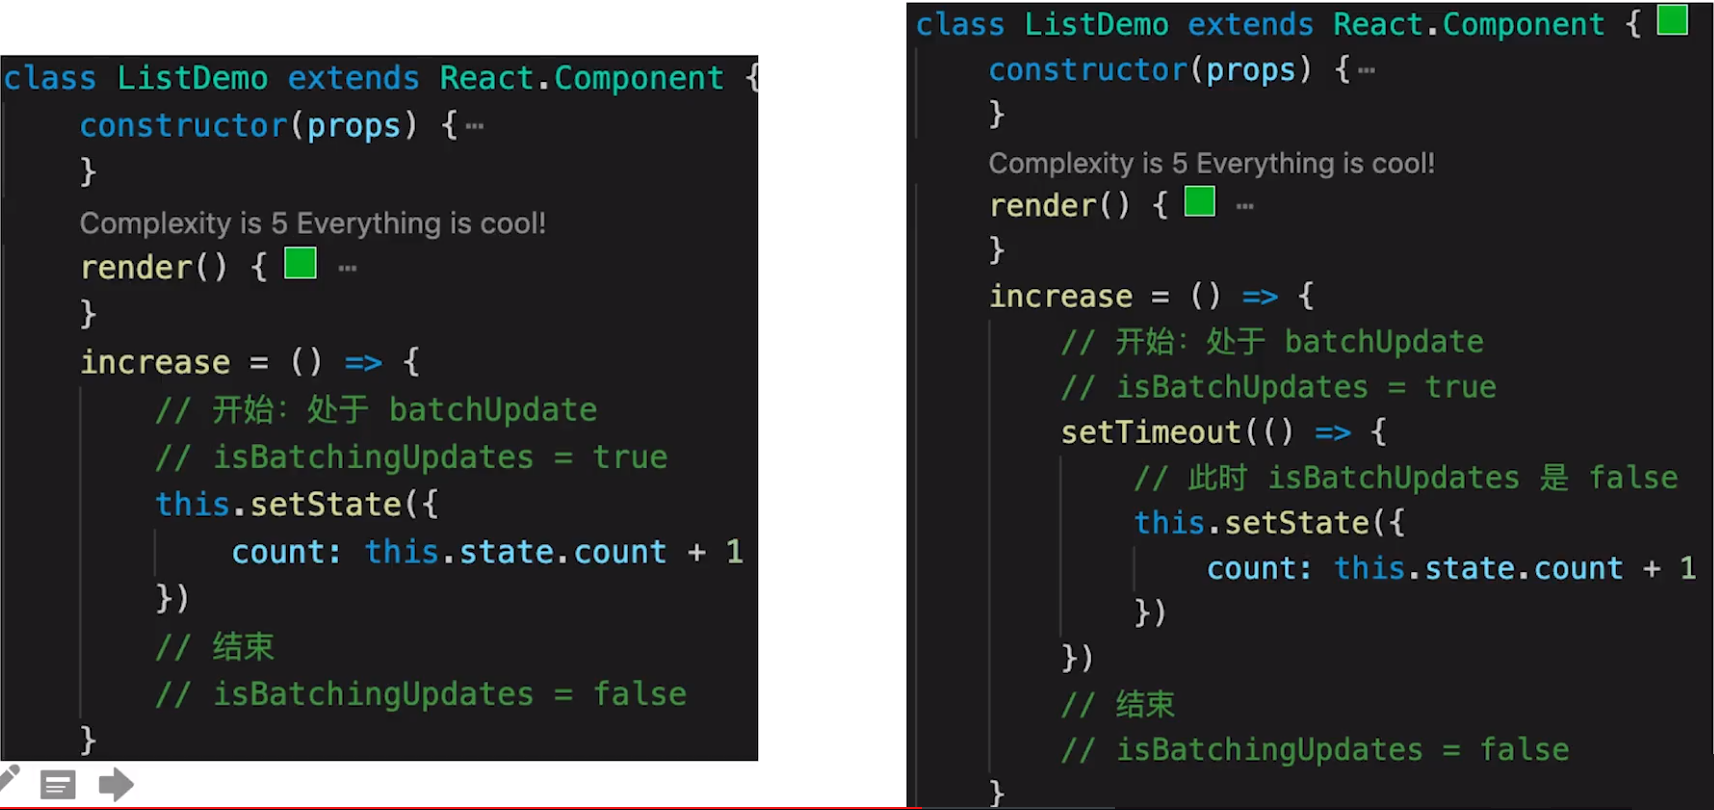 class ListDemo extends React.Component {
constructor(props) {⋯
}
Complexity is 5 Everything is cool!
render() { ⋯
}
increase = () => {
// 开始：处于 batchUpdate
// isBatchingUpdates = true
this.setState({
count: this.state.count + 1
})
// 结束
// isBatchingUpdates = false
}
class ListDemo extends React.Component {
constructor(props) {⋯
}
Complexity is 5 Everything is cool!
render() { ⋯
}
increase = () => {
// 开始：处于 batchUpdate
// isBatchUpdates = true
setTimeout(() => {
// 此时 isBatchUpdates 是 false
this.setState({
count: this.state.count + 1
})
})
// 结束
// isBatchingUpdates = false
}